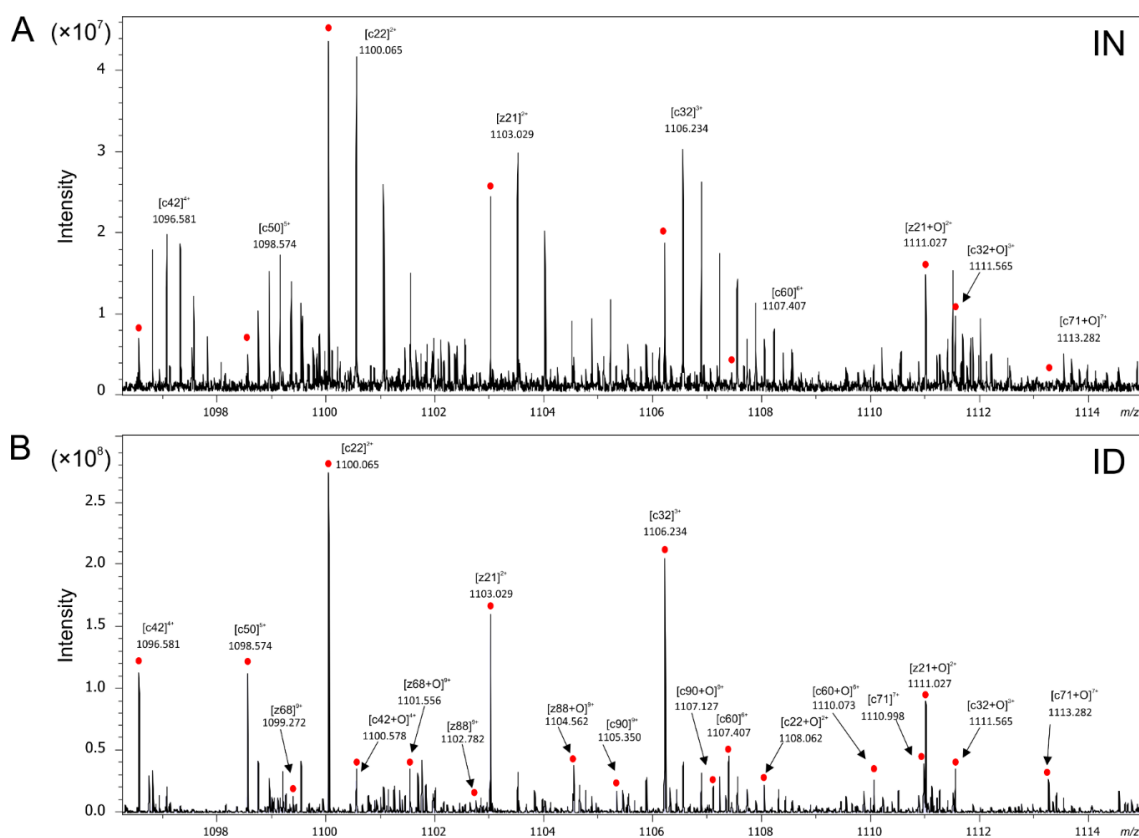 A
(×10⁷)
IN
Intensity
4
3
2
1
0
[c42]⁴⁺
1096.581
[c50]⁵⁺
1098.574
[c22]²⁺
1100.065
[z21]²⁺
1103.029
[c32]³⁺
1106.234
[c60]⁶⁺
1107.407
[z21+O]²⁺
1111.027
[c32+O]³⁺
1111.565
[c71+O]⁷⁺
1113.282
1098 1100 1102 1104 1106 1108 1110 1112 1114 m/z
B
(×10⁸)
ID
Intensity
2.5
2.0
1.5
1.0
0.5
0.0
[c42]⁴⁺
1096.581
[c50]⁵⁺
1098.574
[z68]⁹⁺
1099.272
[c22]²⁺
1100.065
[c42+O]⁴⁺
1100.578
[z68+O]⁹⁺
1101.556
[z88]⁹⁺
1102.782
[z21]²⁺
1103.029
[z88+O]⁹⁺
1104.562
[c90]⁹⁺
1105.350
[c32]³⁺
1106.234
[c90+O]⁹⁺
1107.127
[c60]⁶⁺
1107.407
[c22+O]²⁺
1108.062
[c60+O]⁶⁺
1110.073
[c71]⁷⁺
1110.998
[z21+O]²⁺
1111.027
[c32+O]³⁺
1111.565
[c71+O]⁷⁺
1113.282
1098 1100 1102 1104 1106 1108 1110 1112 1114 m/z